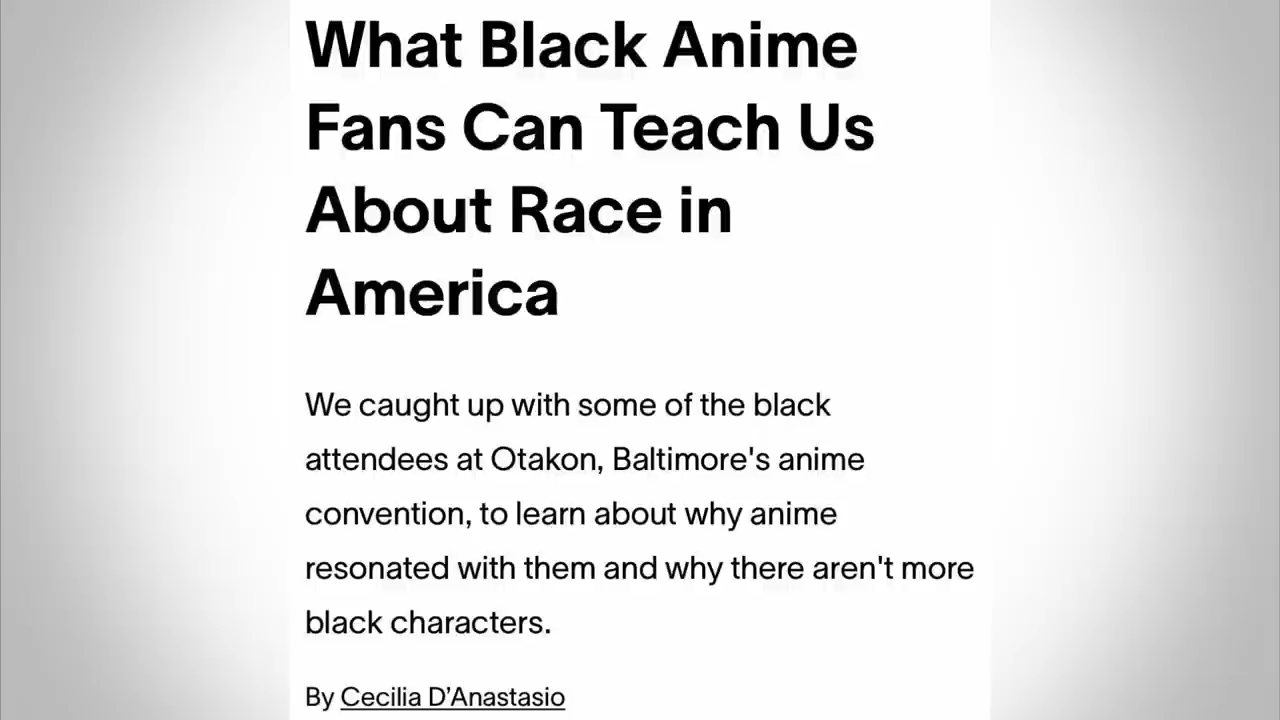 What Black Anime
Fans Can Teach Us
About Race in
America
We caught up with some of the black
attendees at Otakon, Baltimore's anime
convention, to learn about why anime
resonated with them and why there aren't more
black characters.
By Cecilia D’Anastasio